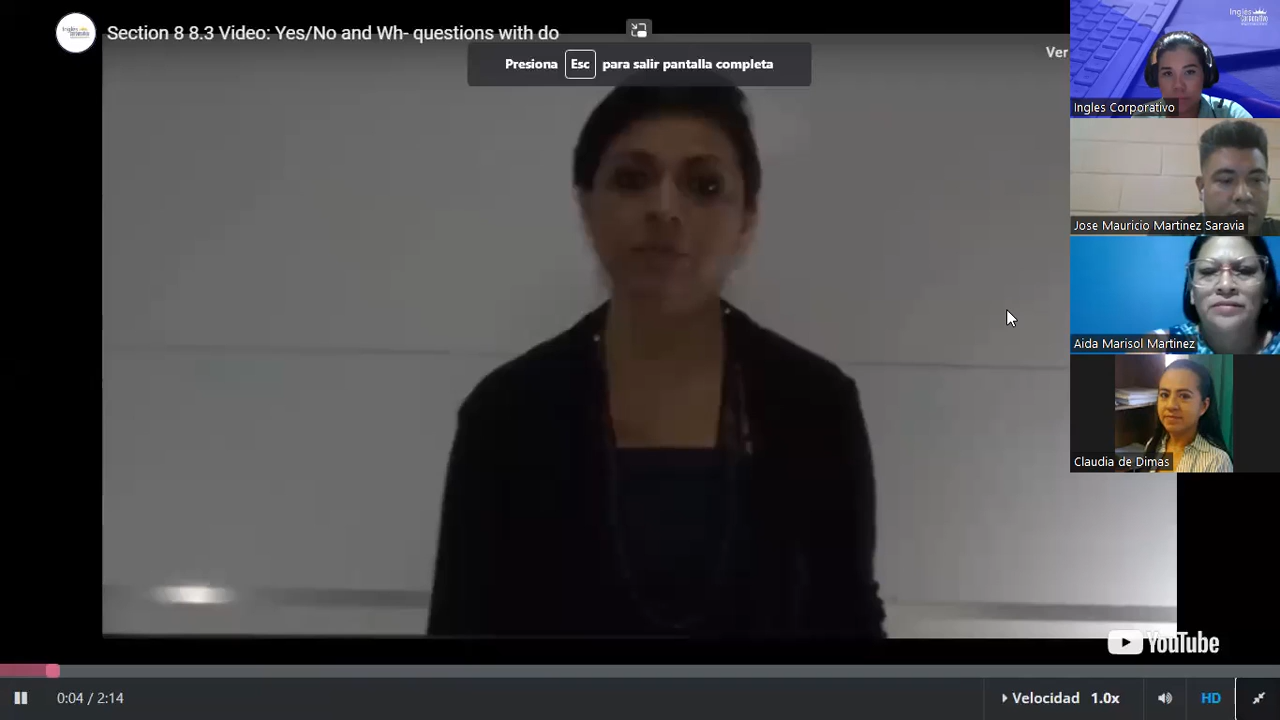 Section 8 8.3 Video: Yes/No and Wh- questions with do
Presiona Esc para salir pantalla completa
Ver
Ingles Corporativo
Jose Mauricio Martinez Saravia
Aida Marisol Martinez
Claudia de Dimas
YouTube
0:04 / 2:14
Velocidad 1.0x
HD